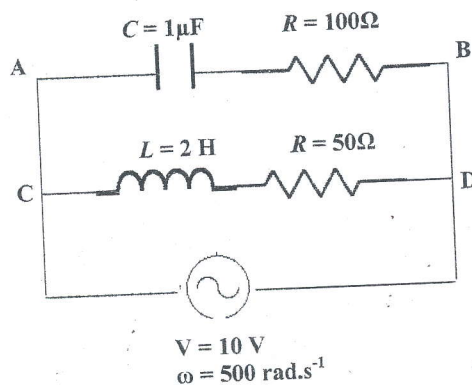 C = 1µF
R = 100Ω
A
B
L = 2 H
R = 50Ω
C
D
V = 10 V
ω = 500 rad.s⁻¹